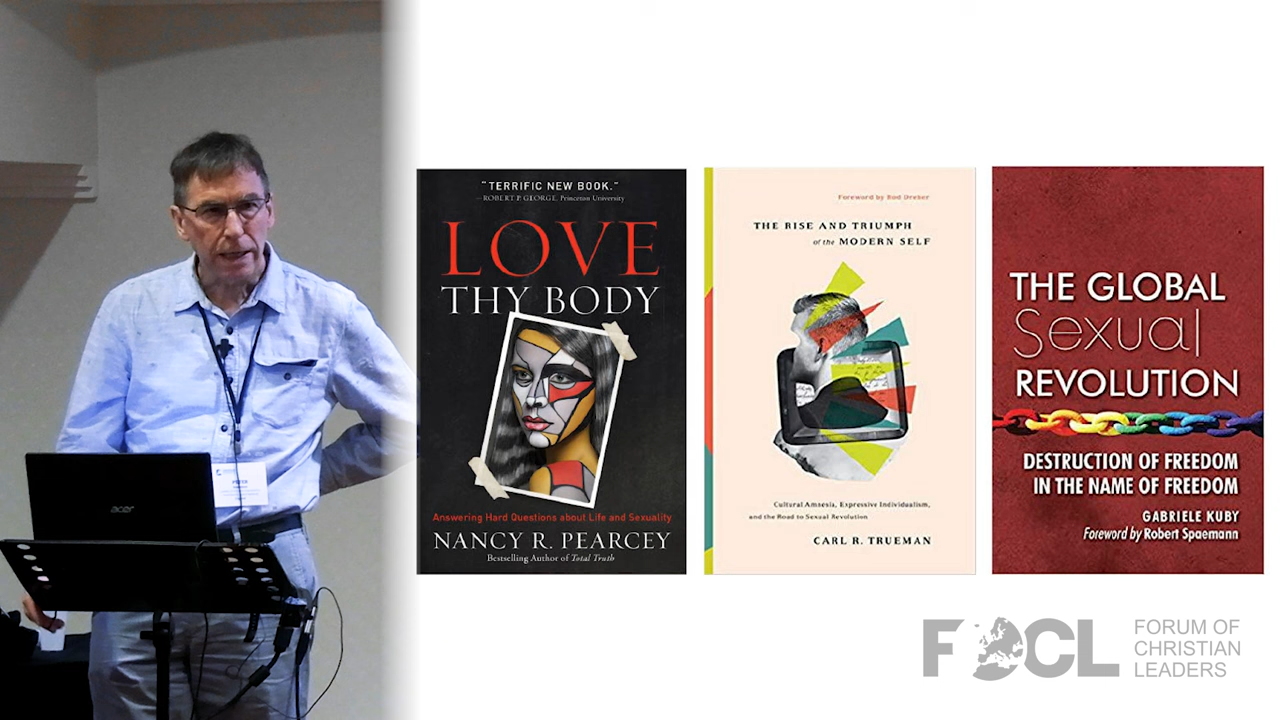 acer
PETER
"TERRIFIC NEW BOOK."
—ROBERT P. GEORGE, Princeton University
LOVE
THY BODY
Answering Hard Questions about Life and Sexuality
NANCY R. PEARCEY
Bestselling Author of Total Truth
Foreword by Rod Dreher
THE RISE AND TRIUMPH
of the MODERN SELF
Cultural Amnesia, Expressive Individualism,
and the Road to Sexual Revolution
CARL R. TRUEMAN
THE GLOBAL
Sexual
REVOLUTION
DESTRUCTION OF FREEDOM
IN THE NAME OF FREEDOM
GABRIELE KUBY
Foreword by Robert Spaemann
FOCL
FORUM OF
CHRISTIAN
LEADERS